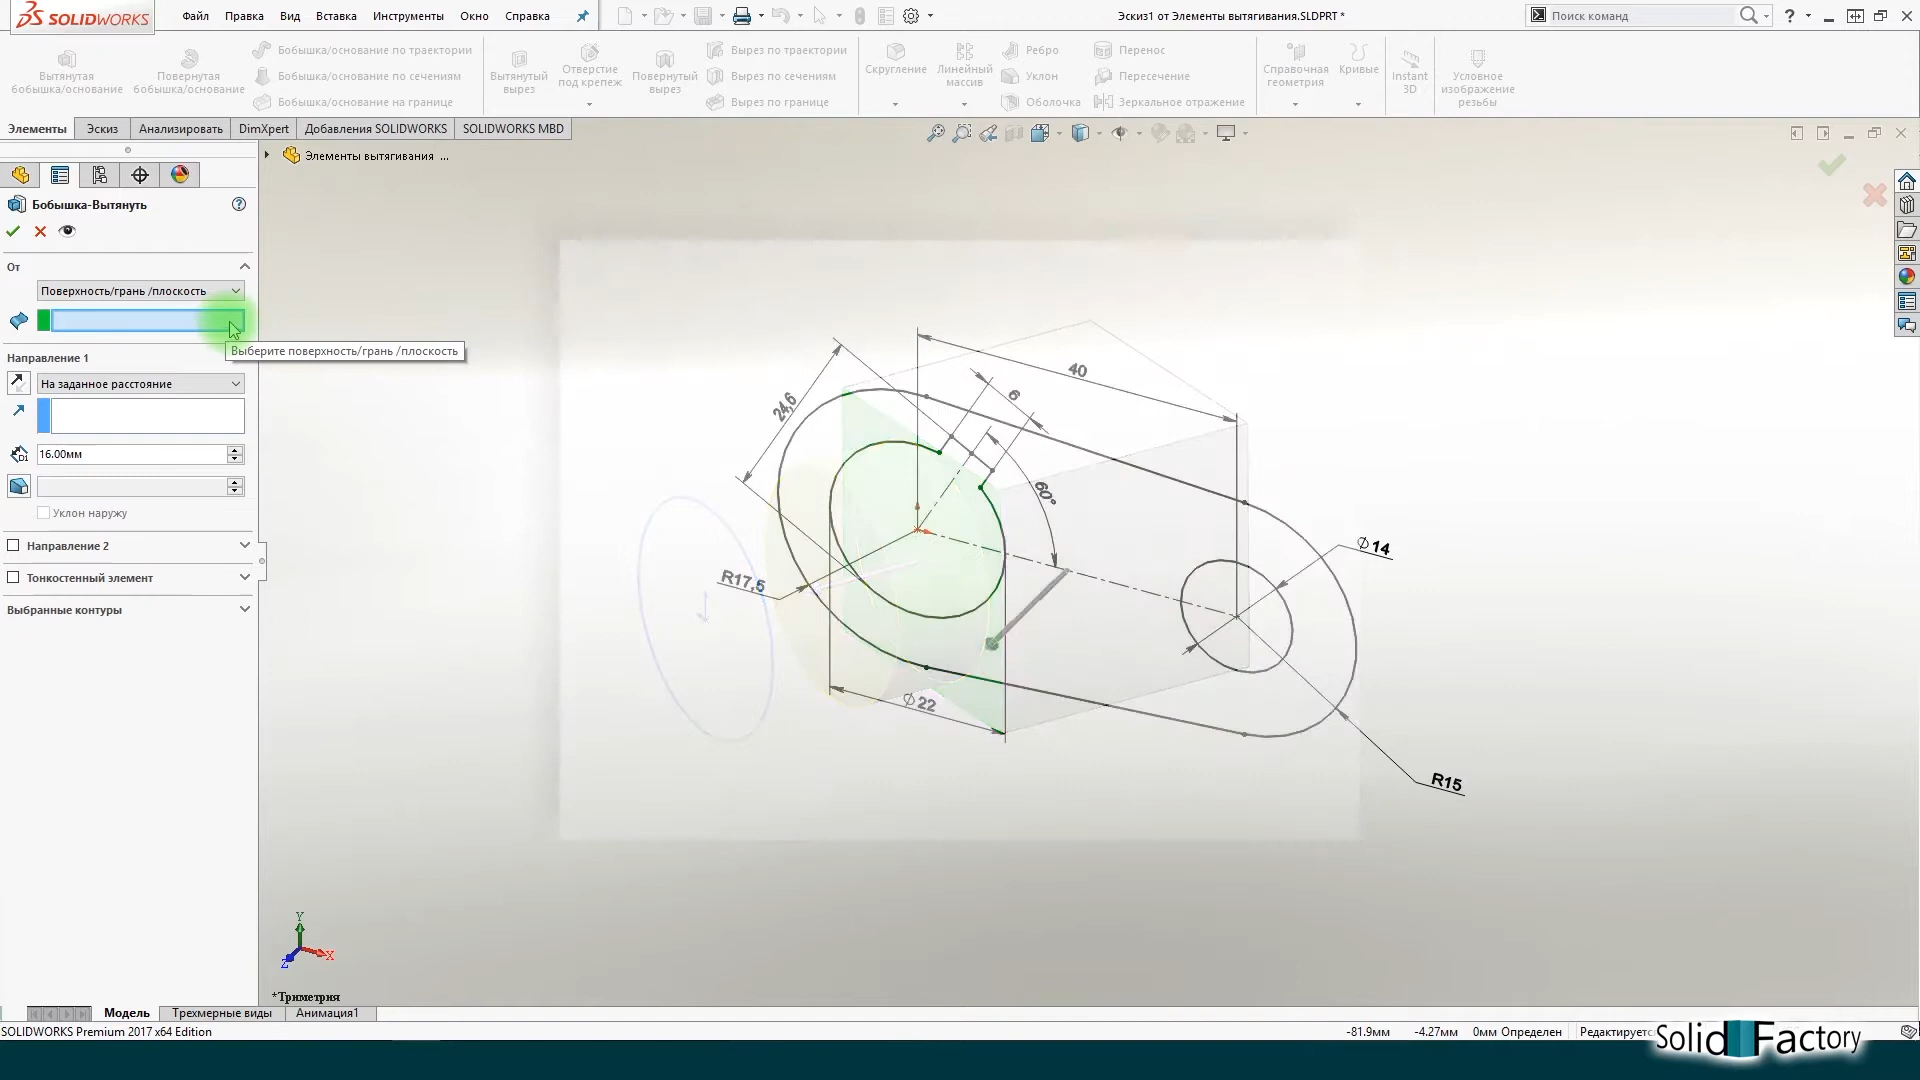 SOLIDWORKS
Файл Правка Вид Вставка Инструменты Окно Справка
Эскиз1 от Элементы вытягивания.SLDPRT *
Поиск команд
Вытянутая бобышка/основание
Повернутая бобышка/основание
Бобышка/основание по траектории
Бобышка/основание по сечениям
Бобышка/основание на границе
Вытянутый вырез
Отверстие под крепеж
Повернутый вырез
Вырез по траектории
Вырез по сечениям
Вырез по границе
Скругление
Линейный массив
Ребро
Уклон
Оболочка
Перенос
Пересечение
Зеркальное отражение
Справочная геометрия
Кривые
Instant 3D
Условное изображение резьбы
Элементы Эскиз Анализировать DimXpert Добавления SOLIDWORKS SOLIDWORKS MBD
Элементы вытягивания ...
Бобышка-Вытянуть
От
Поверхность/грань /плоскость
Выберите поверхность/грань /плоскость
Направление 1
На заданное расстояние
D1
16.00мм
Уклон наружу
Направление 2
Тонкостенный элемент
Выбранные контуры
40
24,6
6
60°
Ø 14
R17,5
Ø 22
R15
Y
X
Z
*Триметрия
Модель Трехмерные виды Анимация1
SOLIDWORKS Premium 2017 x64 Edition
-81.9мм -4.27мм 0мм Определен Редактируетс
Solid Factory